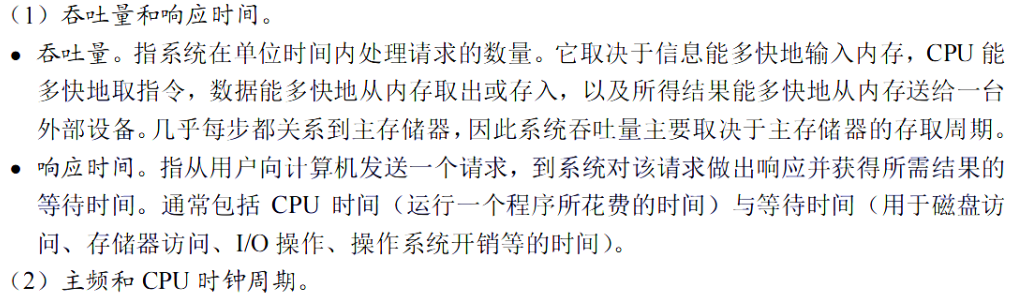 （1）吞吐量和响应时间。
● 吞吐量。指系统在单位时间内处理请求的数量。它取决于信息能多快地输入内存，CPU 能
多快地取指令，数据能多快地从内存取出或存入，以及所得结果能多快地从内存送给一台
外部设备。几乎每步都关系到主存储器，因此系统吞吐量主要取决于主存储器的存取周期。
● 响应时间。指从用户向计算机发送一个请求，到系统对该请求做出响应并获得所需结果的
等待时间。通常包括 CPU 时间（运行一个程序所花费的时间）与等待时间（用于磁盘访
问、存储器访问、I/O 操作、操作系统开销等的时间）。
（2）主频和 CPU 时钟周期。